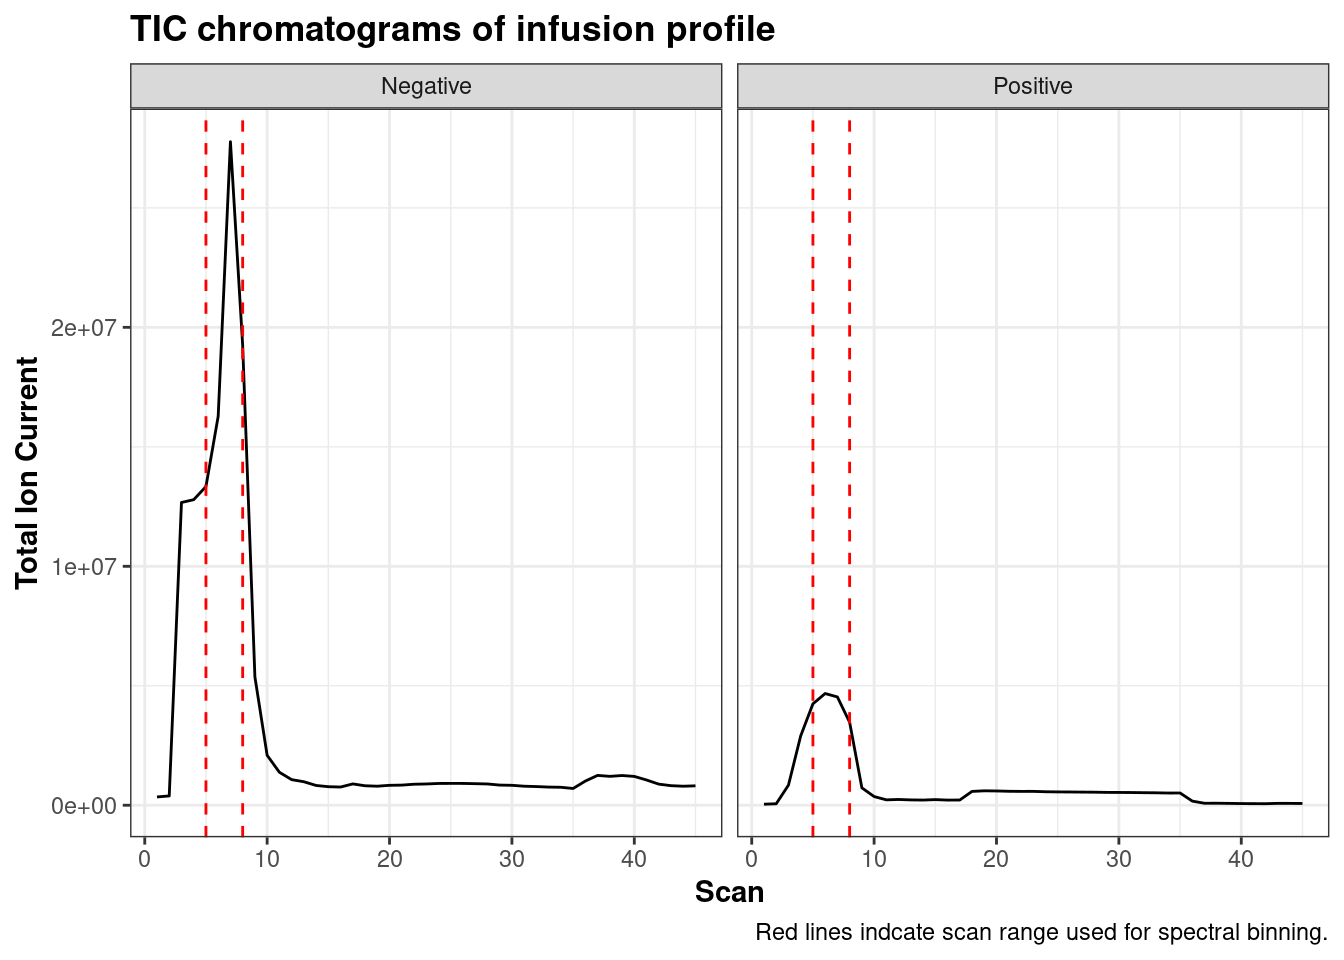 TIC chromatograms of infusion profile
Negative
Positive
Total Ion Current
2e+07
1e+07
0e+00
0 10 20 30 40
0 10 20 30 40
Scan
Red lines indcate scan range used for spectral binning.